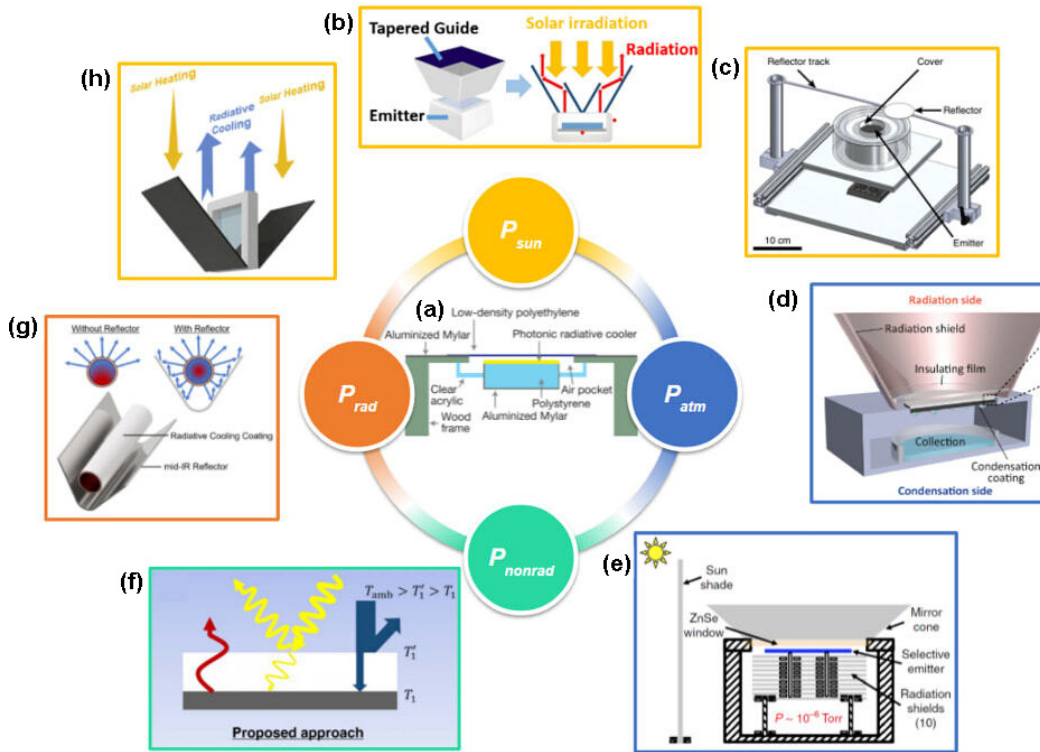 (b)
Tapered Guide
Emitter
Solar irradiation
Radiation
(h)
Solar Heating
Radiative
Cooling
Solar Heating
(c)
Reflector track
Cover
Reflector
Emitter
10 cm
P sun
(a)
Low-density polyethylene
Aluminized Mylar
Photonic radiative cooler
Clear
acrylic
Wood
frame
Aluminized Mylar
Polystyrene
Air pocket
P rad
P atm
P nonrad
(d)
Radiation side
Radiation shield
Insulating film
Collection
Condensation
coating
Condensation side
(g)
Without Reflector
With Reflector
Radiative Cooling Coating
mid-IR Reflector
(f)
T amb > T₁′ > T₁
T₁′
T₁
Proposed approach
(e)
Sun
shade
ZnSe
window
Mirror
cone
Selective
emitter
Radiation
shields
(10)
P ~ 10⁻⁶ Torr